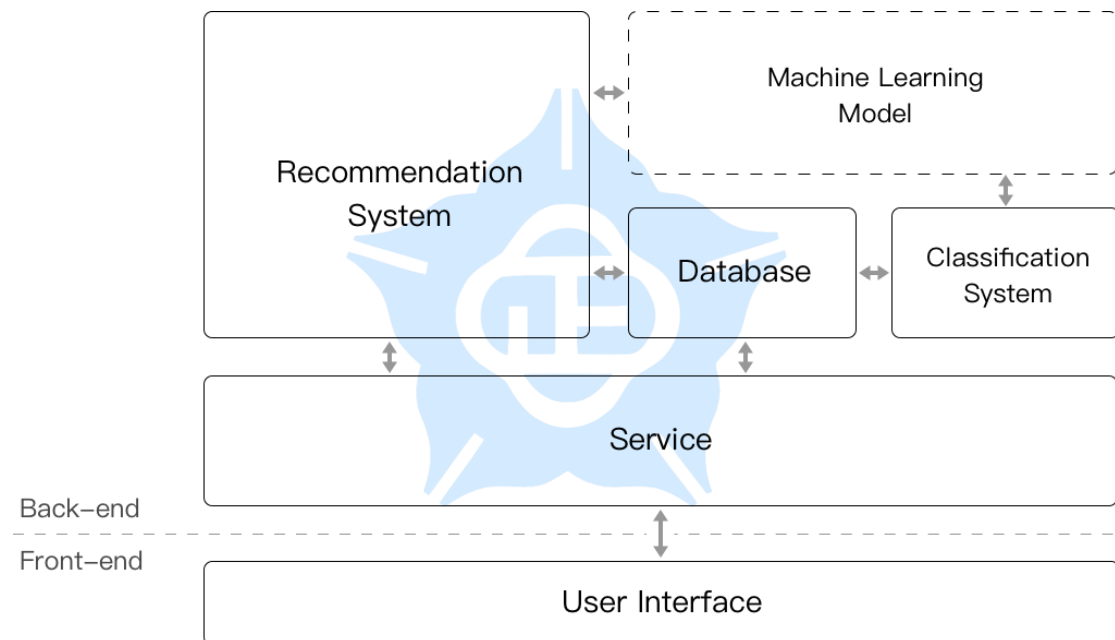 Machine Learning
Model
Recommendation
System
Database
Classification
System
Service
Back-end
Front-end
User Interface